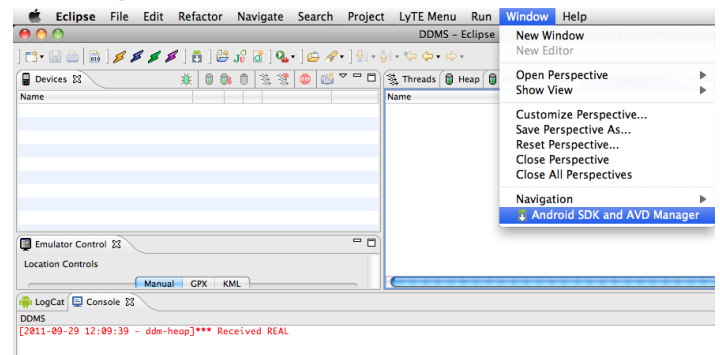 Eclipse File Edit Refactor Navigate Search Project LyTE Menu Run Window Help
DDMS - Eclipse
New Window
New Editor
Open Perspective
Show View
Customize Perspective...
Save Perspective As...
Reset Perspective...
Close Perspective
Close All Perspectives
Navigation
Android SDK and AVD Manager
Devices
Name
Threads Heap
Name
Emulator Control
Location Controls
Manual GPX KML
LogCat Console
DDMS
[2011-09-29 12:09:39 - ddm-heap]*** Received REAL